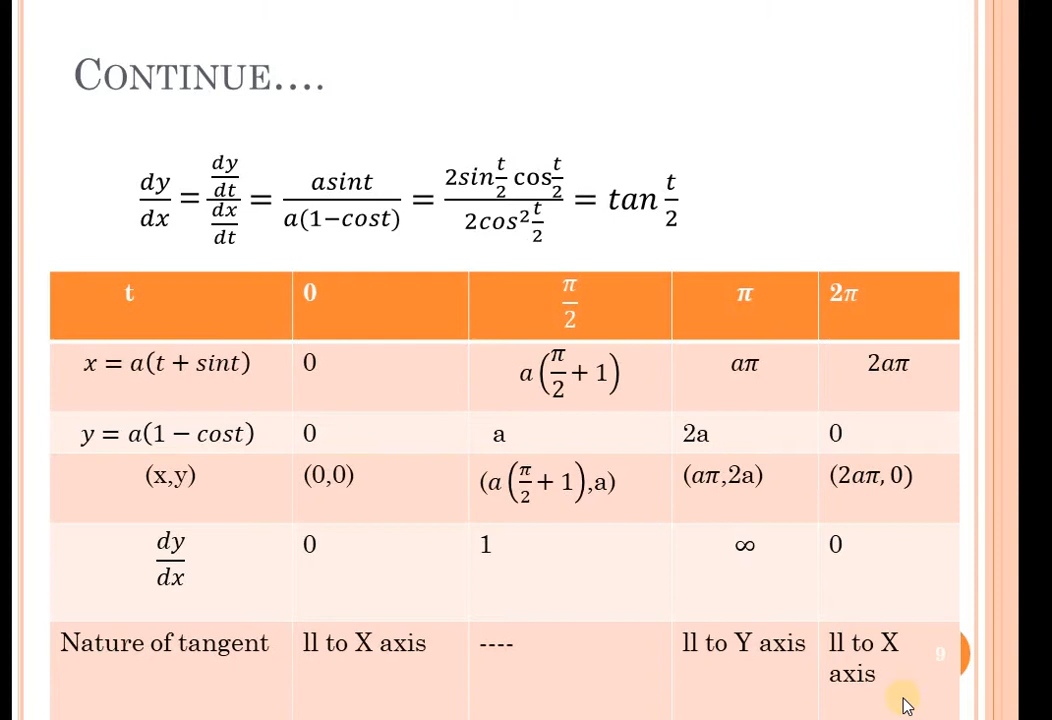 CONTINUE....
dy/dx = (dy/dt)/(dx/dt) = asint/a(1−cost) = 2sin t/2 cos t/2 / 2cos² t/2 = tan t/2
t 0 π/2 π 2π
x = a(t + sint) 0 a(π/2 + 1) aπ 2aπ
y = a(1 − cost) 0 a 2a 0
(x,y) (0,0) (a(π/2 + 1),a) (aπ,2a) (2aπ, 0)
dy/dx 0 1 ∞ 0
Nature of tangent ll to X axis ---- ll to Y axis ll to X
axis
9